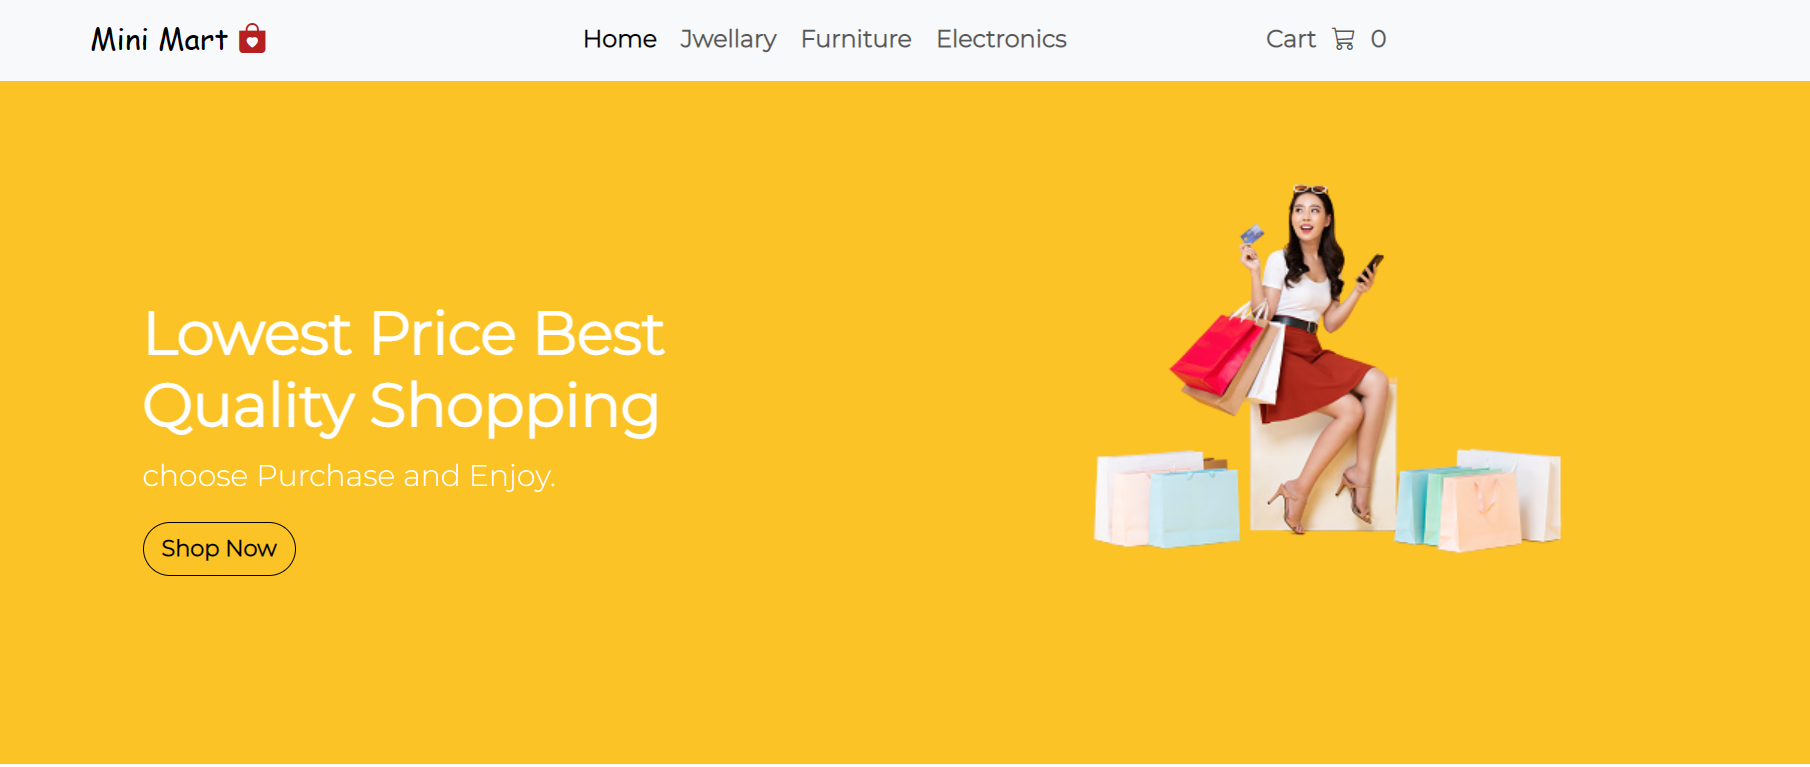 Mini Mart
Home Jwellary Furniture Electronics
Cart 0
Lowest Price Best
Quality Shopping
choose Purchase and Enjoy.
Shop Now